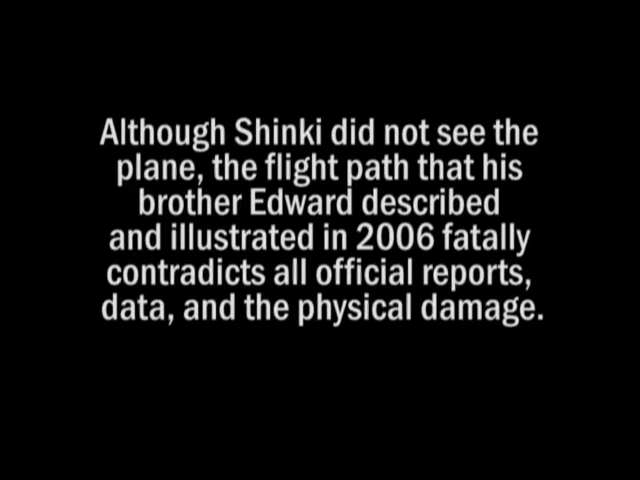 Although Shinki did not see the
plane, the flight path that his
brother Edward described
and illustrated in 2006 fatally
contradicts all official reports,
data, and the physical damage.